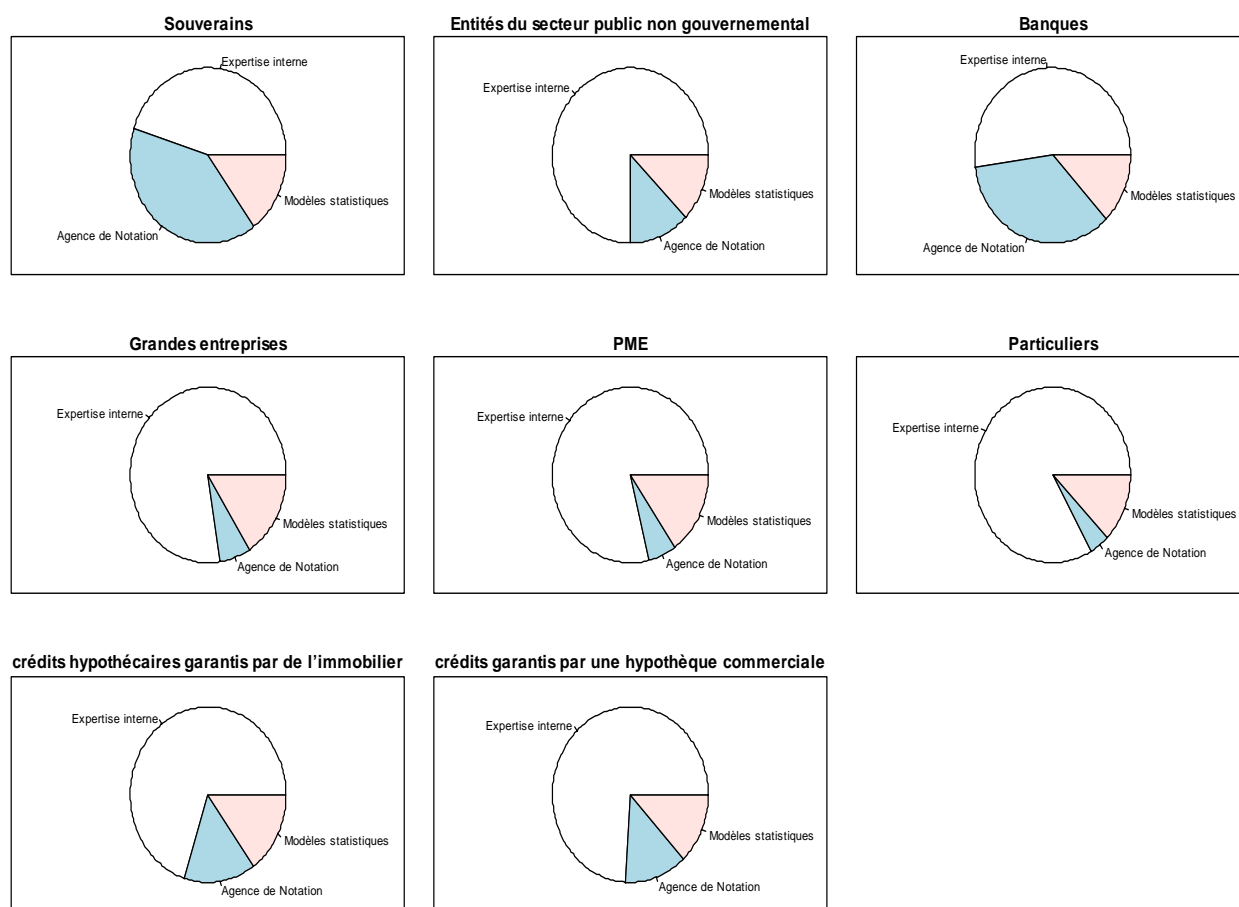 Souverains
Expertise interne
Modèles statistiques
Agence de Notation
Entités du secteur public non gouvernemental
Expertise interne
Modèles statistiques
Agence de Notation
Banques
Expertise interne
Modèles statistiques
Agence de Notation
Grandes entreprises
Expertise interne
Modèles statistiques
Agence de Notation
PME
Expertise interne
Modèles statistiques
Agence de Notation
Particuliers
Expertise interne
Modèles statistiques
Agence de Notation
crédits hypothécaires garantis par de l'immobilier
Expertise interne
Modèles statistiques
Agence de Notation
crédits garantis par une hypothèque commerciale
Expertise interne
Modèles statistiques
Agence de Notation